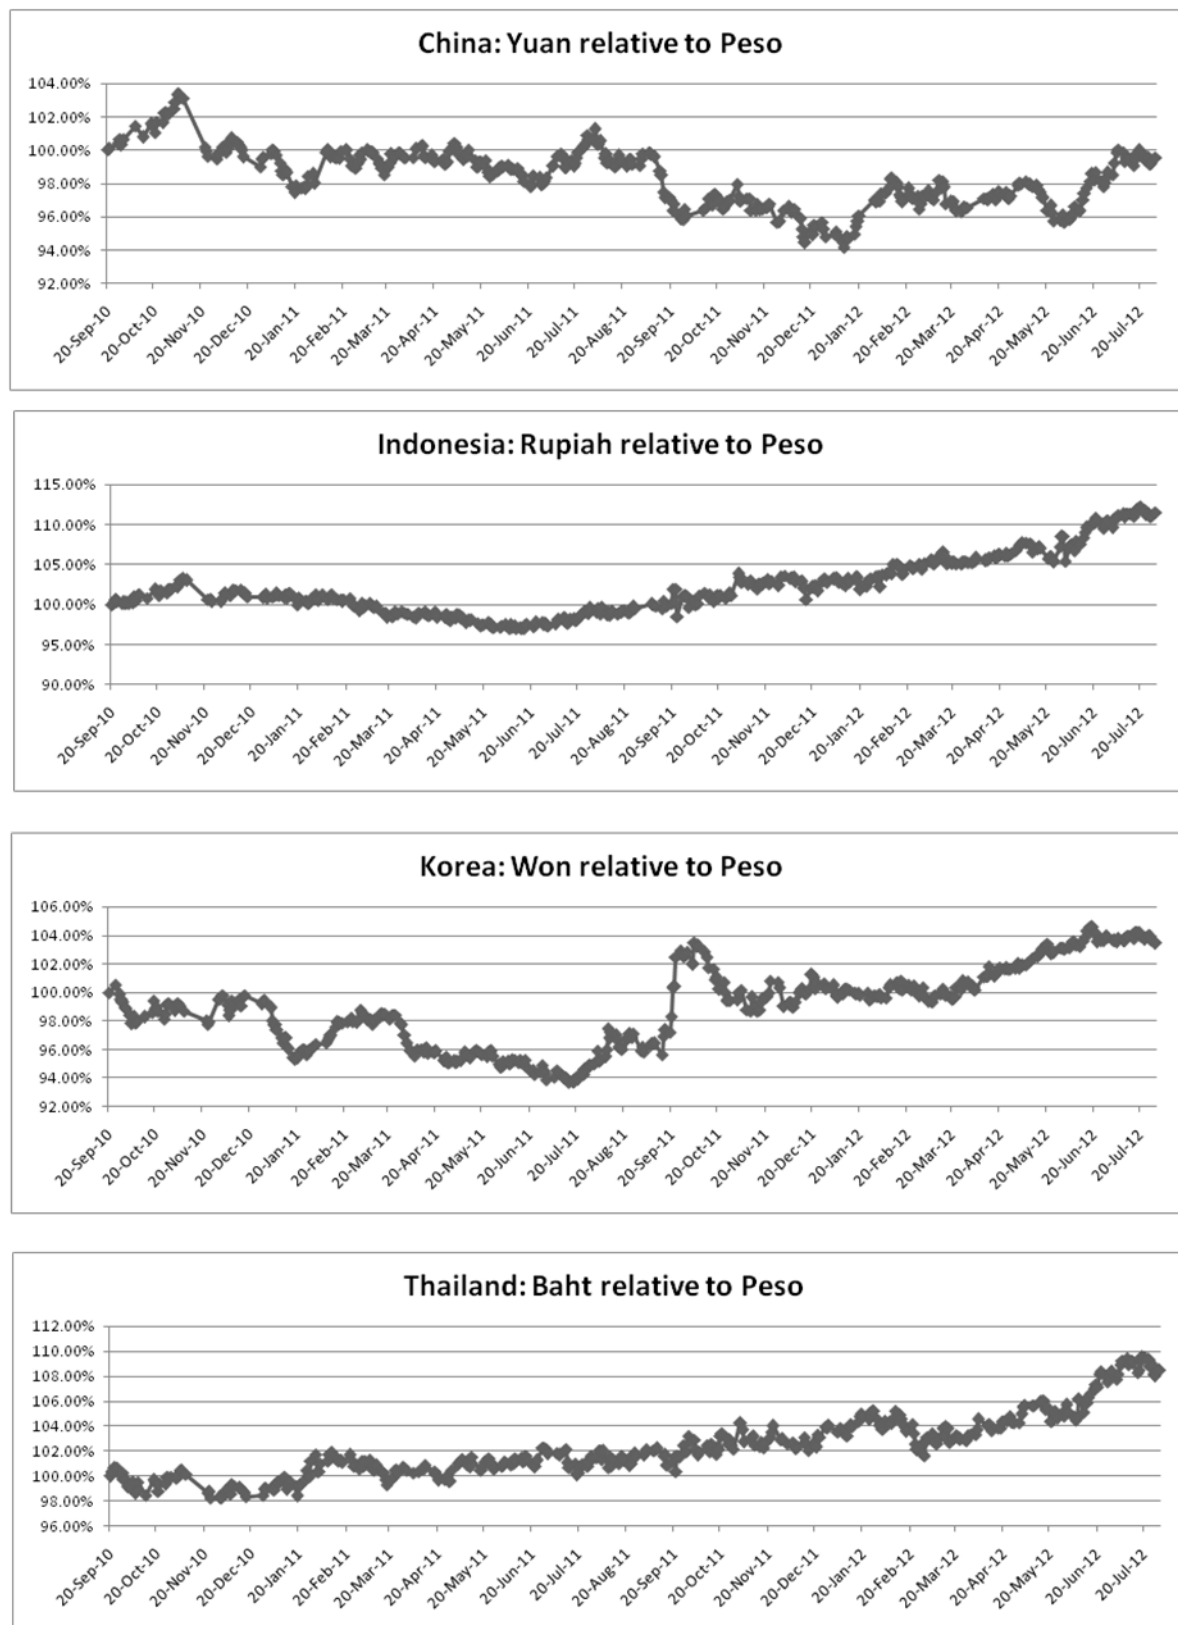 China: Yuan relative to Peso
104.00%
102.00%
100.00%
98.00%
96.00%
94.00%
92.00%
20-Sep-10
20-Oct-10
20-Nov-10
20-Dec-10
20-Jan-11
20-Feb-11
20-Mar-11
20-Apr-11
20-May-11
20-Jun-11
20-Jul-11
20-Aug-11
20-Sep-11
20-Oct-11
20-Nov-11
20-Dec-11
20-Jan-12
20-Feb-12
20-Mar-12
20-Apr-12
20-May-12
20-Jun-12
20-Jul-12
Indonesia: Rupiah relative to Peso
115.00%
110.00%
105.00%
100.00%
95.00%
90.00%
20-Sep-10
20-Oct-10
20-Nov-10
20-Dec-10
20-Jan-11
20-Feb-11
20-Mar-11
20-Apr-11
20-May-11
20-Jun-11
20-Jul-11
20-Aug-11
20-Sep-11
20-Oct-11
20-Nov-11
20-Dec-11
20-Jan-12
20-Feb-12
20-Mar-12
20-Apr-12
20-May-12
20-Jun-12
20-Jul-12
Korea: Won relative to Peso
106.00%
104.00%
102.00%
100.00%
98.00%
96.00%
94.00%
92.00%
20-Sep-10
20-Oct-10
20-Nov-10
20-Dec-10
20-Jan-11
20-Feb-11
20-Mar-11
20-Apr-11
20-May-11
20-Jun-11
20-Jul-11
20-Aug-11
20-Sep-11
20-Oct-11
20-Nov-11
20-Dec-11
20-Jan-12
20-Feb-12
20-Mar-12
20-Apr-12
20-May-12
20-Jun-12
20-Jul-12
Thailand: Baht relative to Peso
112.00%
110.00%
108.00%
106.00%
104.00%
102.00%
100.00%
98.00%
96.00%
20-Sep-10
20-Oct-10
20-Nov-10
20-Dec-10
20-Jan-11
20-Feb-11
20-Mar-11
20-Apr-11
20-May-11
20-Jun-11
20-Jul-11
20-Aug-11
20-Sep-11
20-Oct-11
20-Nov-11
20-Dec-11
20-Jan-12
20-Feb-12
20-Mar-12
20-Apr-12
20-May-12
20-Jun-12
20-Jul-12